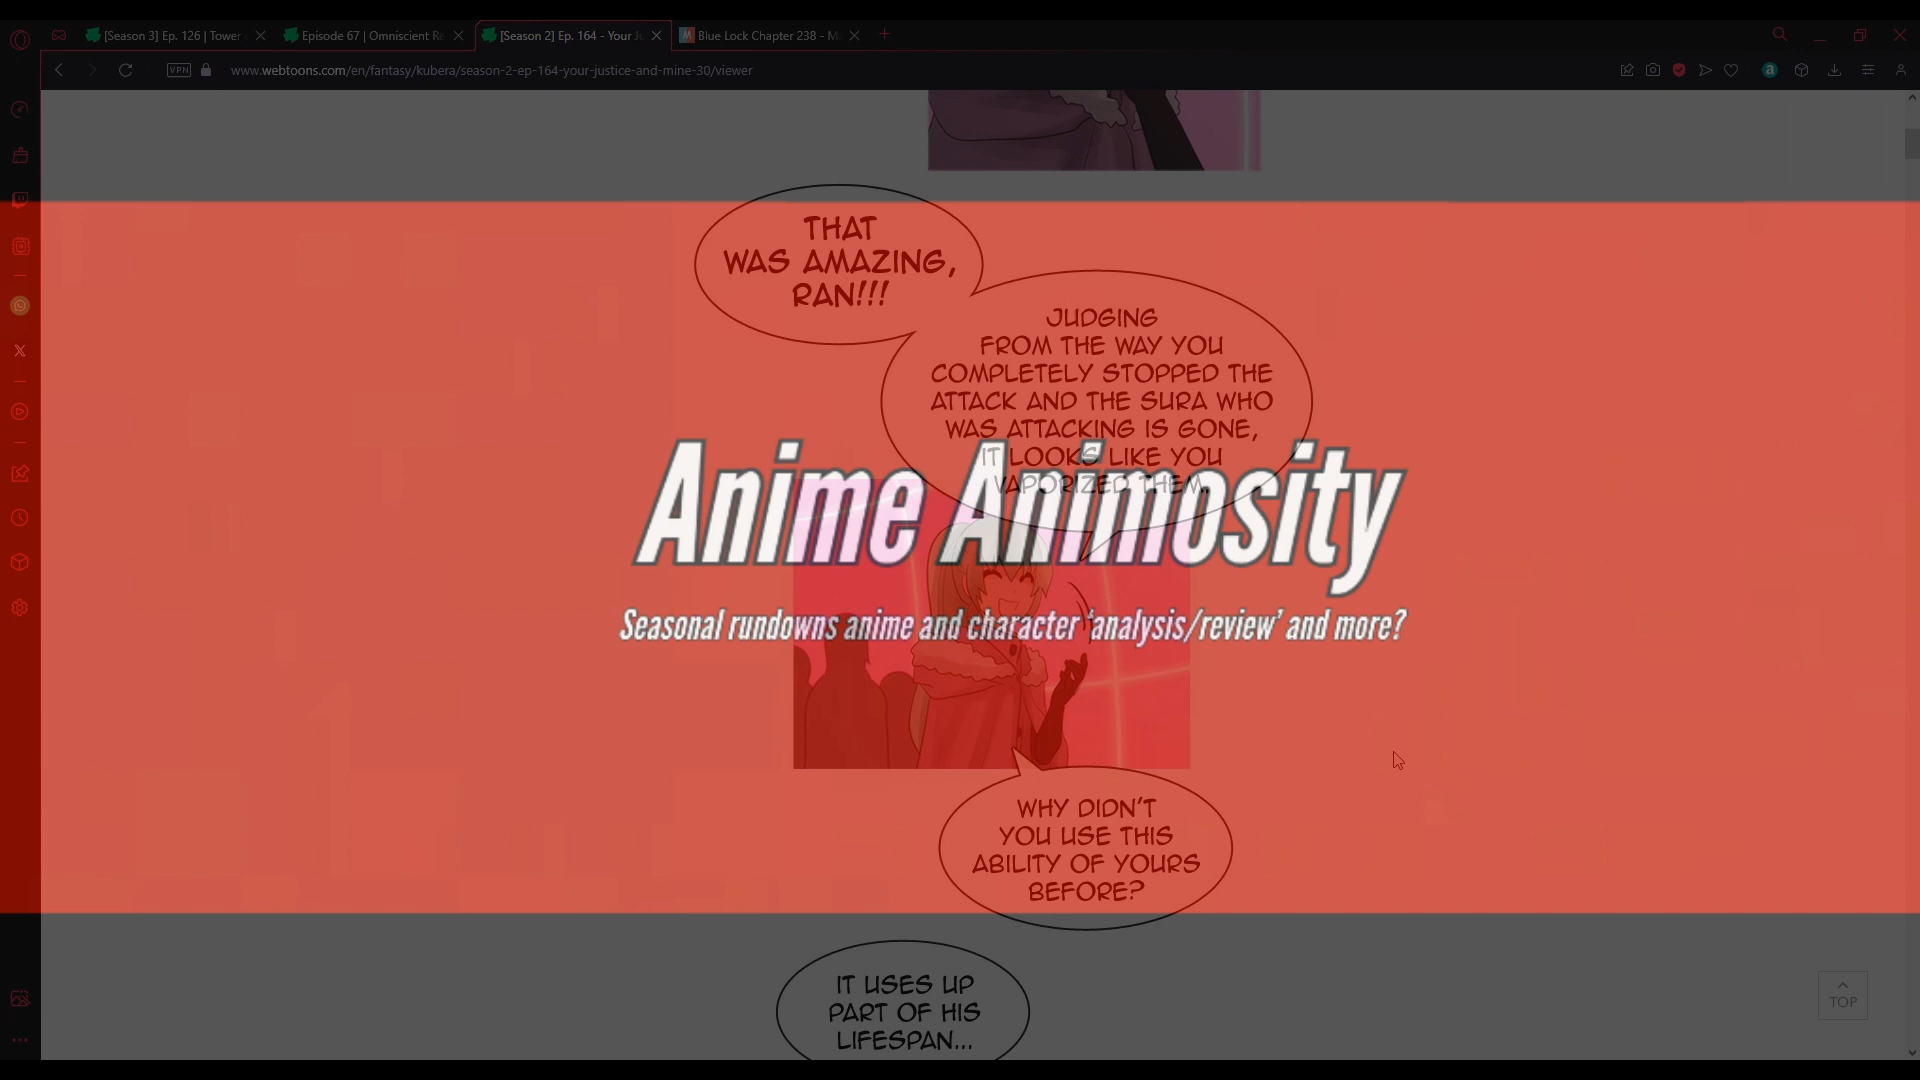 [Season 3] Ep. 126 | Tower
Episode 67 | Omniscient Re
[Season 2] Ep. 164 - Your Ju
Blue Lock Chapter 238 - M
VPN
www.webtoons.com/en/fantasy/kubera/season-2-ep-164-your-justice-and-mine-30/viewer
THAT
WAS AMAZING,
RAN!!!
JUDGING
FROM THE WAY YOU
COMPLETELY STOPPED THE
ATTACK AND THE SURA WHO
WAS ATTACKING IS GONE,
IT LOOKS LIKE YOU
VAPORIZED THEM.
Anime Animosity
Seasonal rundowns anime and character 'analysis/review' and more?
WHY DIDN'T
YOU USE THIS
ABILITY OF YOURS
BEFORE?
IT USES UP
PART OF HIS
LIFESPAN...
TOP